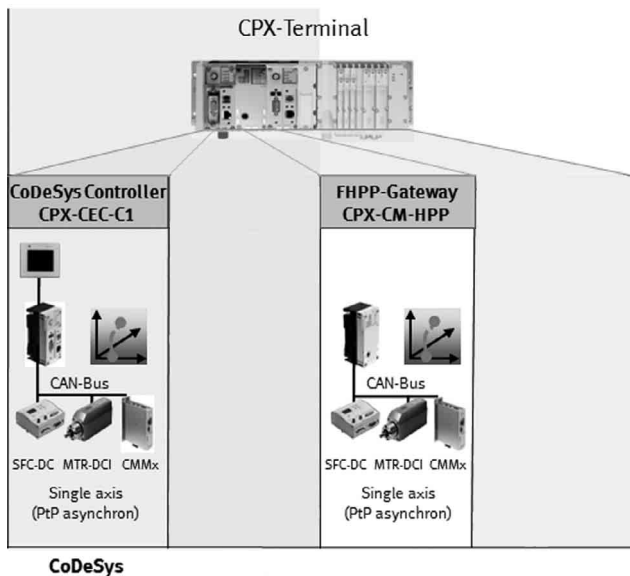 CPX-Terminal
CoDeSys Controller
CPX-CEC-C1
FHPP-Gateway
CPX-CM-HPP
CAN-Bus
SFC-DC MTR-DCI CMMx
Single axis
(PtP asynchron)
CAN-Bus
SFC-DC MTR-DCI CMMx
Single axis
(PtP asynchron)
CoDeSys